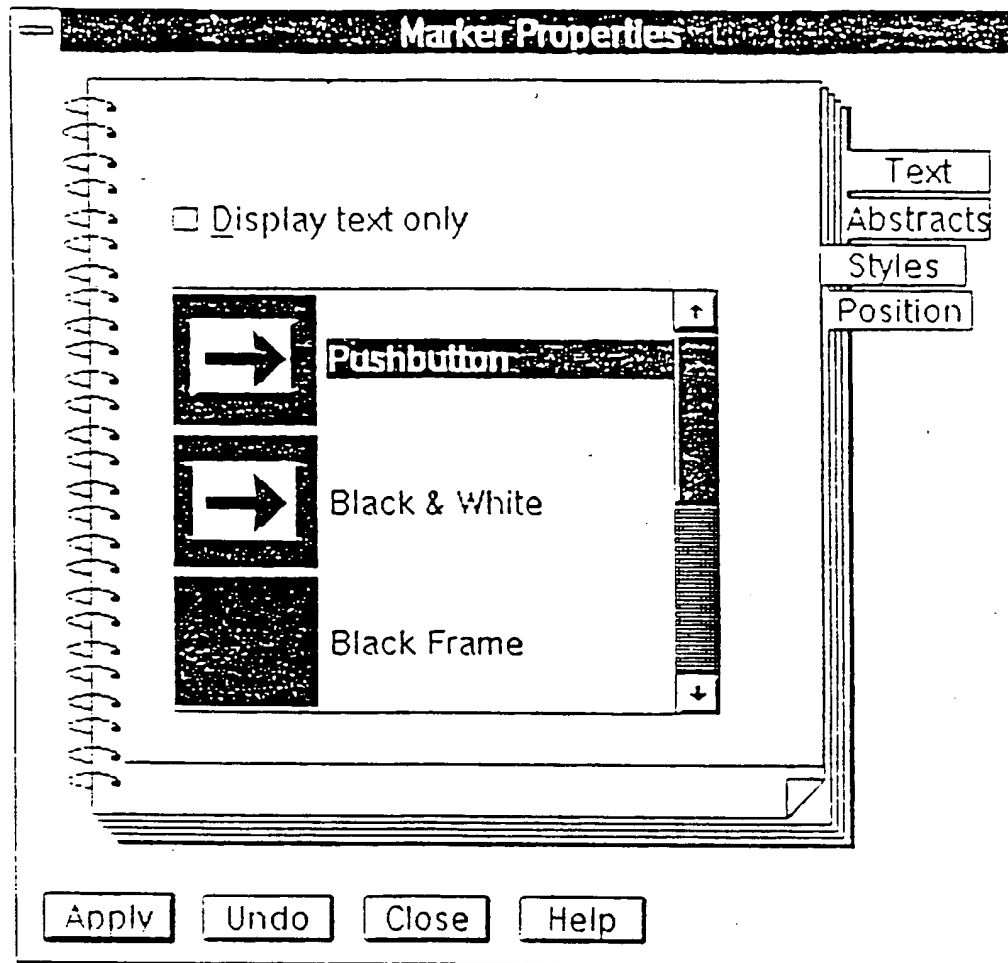 Marker Properties
Text
Abstracts
Styles
Position
Display text only
Pushbutton
Black & White
Black Frame
Apply Undo Close Help